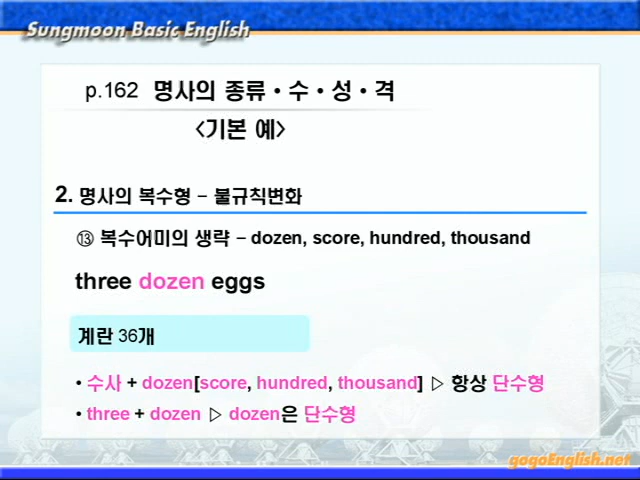 Sungmoon Basic English
p.162 명사의 종류 • 수 • 성 • 격
<기본 예>
2. 명사의 복수형 – 불규칙변화
⑬ 복수어미의 생략 – dozen, score, hundred, thousand
three dozen eggs
계란 36개
• 수사 + dozen[score, hundred, thousand] ▷ 항상 단수형
• three + dozen ▷ dozen은 단수형
gogoEnglish.net